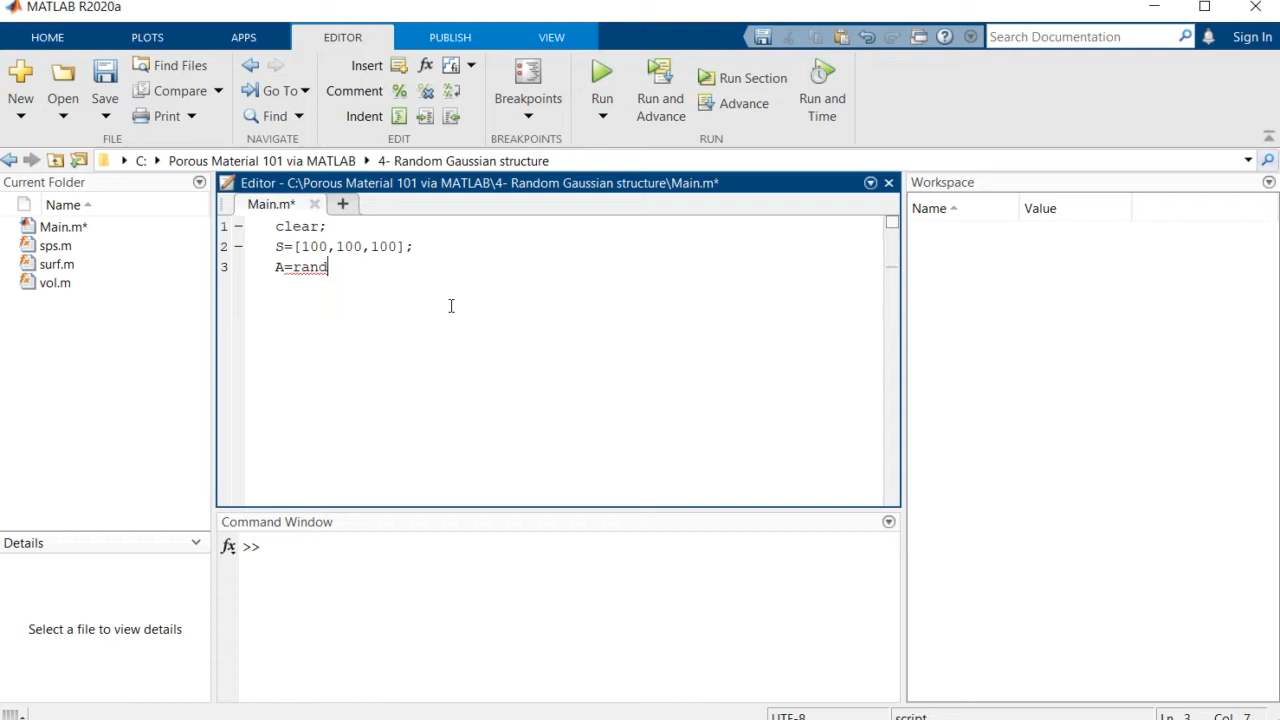 MATLAB R2020a
HOME PLOTS APPS EDITOR PUBLISH VIEW Search Documentation Sign In
New Open Save Find Files Compare Print FILE
Go To Find NAVIGATE
Insert fx Comment % Indent EDIT
Breakpoints BREAKPOINTS
Run Run and Advance Run Section Advance Run and Time RUN
C: Porous Material 101 via MATLAB 4- Random Gaussian structure
Current Folder
Name
Main.m*
sps.m
surf.m
vol.m
Details
Select a file to view details
Editor - C:\Porous Material 101 via MATLAB\4- Random Gaussian structure\Main.m*
Main.m*
1 – clear;
2 – S=[100,100,100];
3 A=rand
Command Window
fx >>
Workspace
Name Value
UTF-8 script Ln 3 Col 7